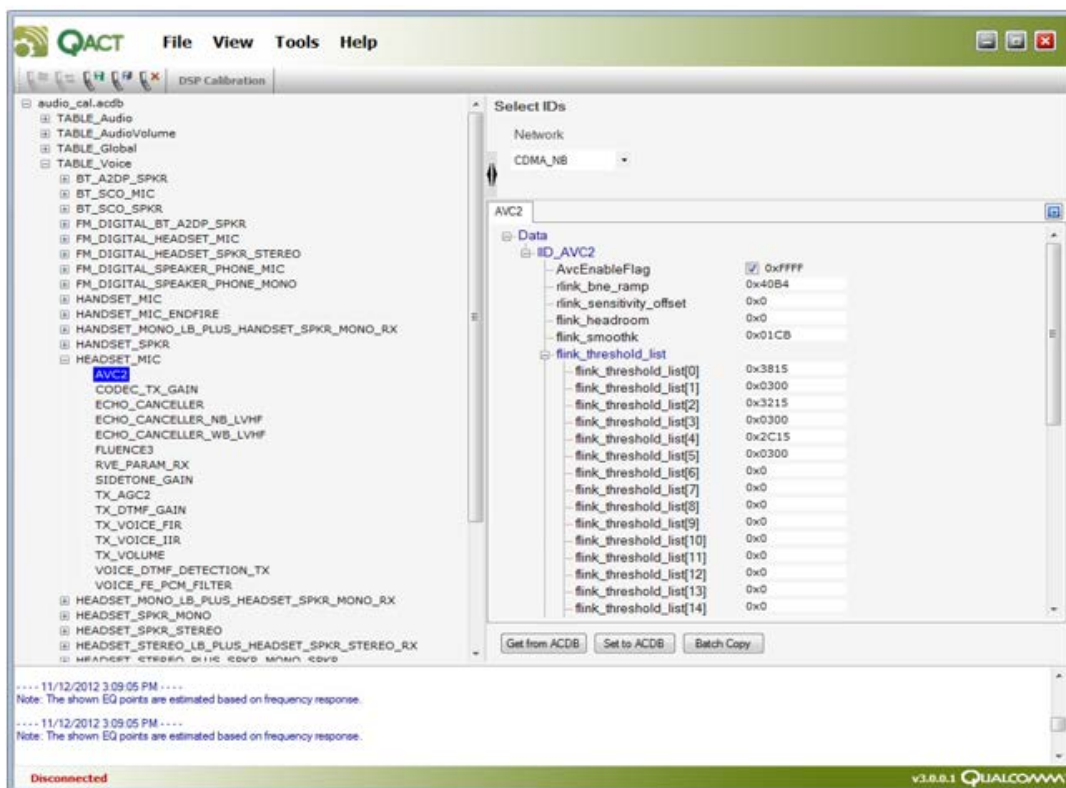 QACT File View Tools Help
DSP Calibration
audio_cal.acdb
TABLE_Audio
TABLE_AudioVolume
TABLE_Global
TABLE_Voice
BT_A2DP_SPKR
BT_SCO_MIC
BT_SCO_SPKR
FM_DIGITAL_BT_A2DP_SPKR
FM_DIGITAL_HEADSET_MIC
FM_DIGITAL_HEADSET_SPKR_STEREO
FM_DIGITAL_SPEAKER_PHONE_MIC
FM_DIGITAL_SPEAKER_PHONE_MONO
HANDSET_MIC
HANDSET_MIC_ENDFIRE
HANDSET_MONO_LB_PLUS_HANDSET_SPKR_MONO_RX
HANDSET_SPKR
HEADSET_MIC
AVC2
CODEC_TX_GAIN
ECHO_CANCELLER
ECHO_CANCELLER_NB_LVHF
ECHO_CANCELLER_WB_LVHF
FLUENCE3
RVE_PARAM_RX
SIDETONE_GAIN
TX_AGC2
TX_DTMF_GAIN
TX_VOICE_FIR
TX_VOICE_IIR
TX_VOLUME
VOICE_DTMF_DETECTION_TX
VOICE_FE_PCM_FILTER
HEADSET_MONO_LB_PLUS_HEADSET_SPKR_MONO_RX
HEADSET_SPKR_MONO
HEADSET_SPKR_STEREO
HEADSET_STEREO_LB_PLUS_HEADSET_SPKR_STEREO_RX
HEADSET_STEREO_PLUS_SPKR_MONO_SPKR
Select IDs
Network
CDMA_NB
AVC2
Data
IID_AVC2
AvcEnableFlag 0xFFFF
rlink_bne_ramp 0x40B4
rlink_sensitivity_offset 0x0
flink_headroom 0x0
flink_smoothk 0x01CB
flink_threshold_list
flink_threshold_list[0] 0x3815
flink_threshold_list[1] 0x0300
flink_threshold_list[2] 0x3215
flink_threshold_list[3] 0x0300
flink_threshold_list[4] 0x2C15
flink_threshold_list[5] 0x0300
flink_threshold_list[6] 0x0
flink_threshold_list[7] 0x0
flink_threshold_list[8] 0x0
flink_threshold_list[9] 0x0
flink_threshold_list[10] 0x0
flink_threshold_list[11] 0x0
flink_threshold_list[12] 0x0
flink_threshold_list[13] 0x0
flink_threshold_list[14] 0x0
Get from ACDB Set to ACDB Batch Copy
- - - - 11/12/2012 3:09:05 PM - - - -
Note: The shown EQ points are estimated based on frequency response.
- - - - 11/12/2012 3:09:05 PM - - - -
Note: The shown EQ points are estimated based on frequency response.
Disconnected v3.0.0.1 QUALCOMM